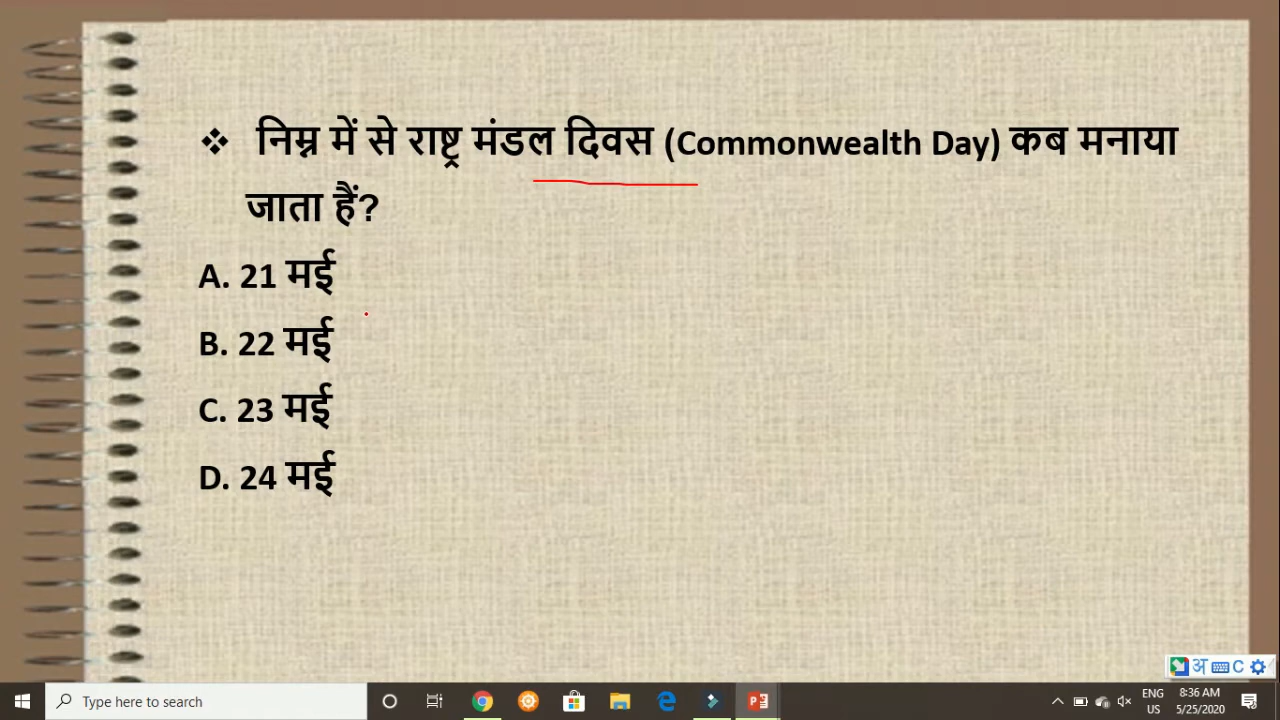 ❖ निम्न में से राष्ट्र मंडल दिवस (Commonwealth Day) कब मनाया
जाता हैं?
A. 21 मई
B. 22 मई
C. 23 मई
D. 24 मई
अ C
Type here to search
ENG 8:36 AM
US 5/25/2020